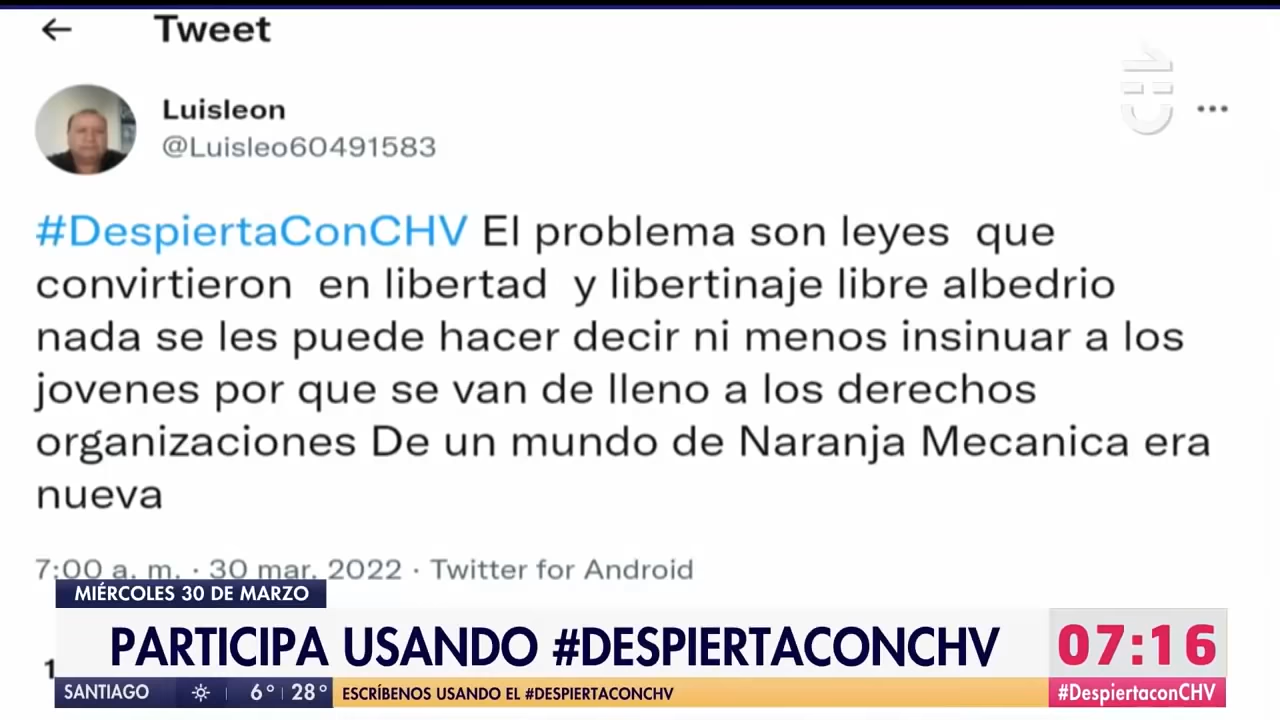 ← Tweet
Luisleon
@Luisleo60491583
#DespiertaConCHV El problema son leyes que
convirtieron en libertad y libertinaje libre albedrio
nada se les puede hacer decir ni menos insinuar a los
jovenes por que se van de lleno a los derechos
organizaciones De un mundo de Naranja Mecanica era
nueva
7:00 a. m. · 30 mar. 2022 · Twitter for Android
MIÉRCOLES 30 DE MARZO
PARTICIPA USANDO #DESPIERTACONCHV
07:16
1
SANTIAGO 6° 28° ESCRÍBENOS USANDO EL #DESPIERTACONCHV
#DespiertaconCHV